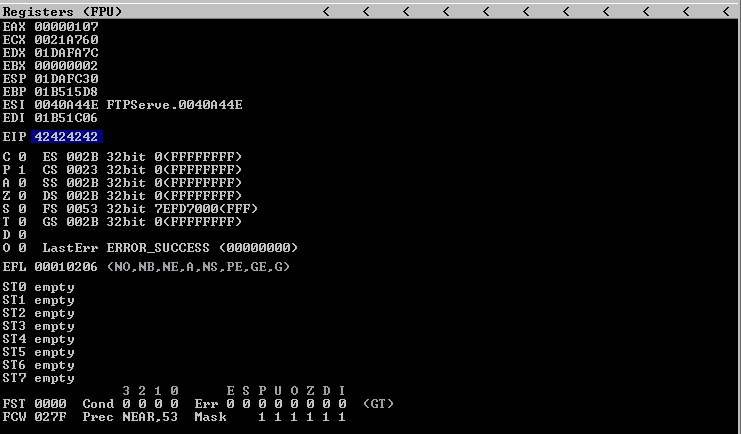 Registers (FPU) < < < < < < < < < < <
EAX 00000107
ECX 0021A760
EDX 01DAFA7C
EBX 00000002
ESP 01DAFC30
EBP 01B515D8
ESI 0040A44E FTPServe.0040A44E
EDI 01B51C06
EIP 42424242
C 0 ES 002B 32bit 0(FFFFFFFF)
P 1 CS 0023 32bit 0(FFFFFFFF)
A 0 SS 002B 32bit 0(FFFFFFFF)
Z 0 DS 002B 32bit 0(FFFFFFFF)
S 0 FS 0053 32bit 7EFD7000(FFF)
T 0 GS 002B 32bit 0(FFFFFFFF)
D 0
O 0 LastErr ERROR_SUCCESS (00000000)
EFL 00010206 (NO,NB,NE,A,NS,PE,GE,G)
ST0 empty
ST1 empty
ST2 empty
ST3 empty
ST4 empty
ST5 empty
ST6 empty
ST7 empty
3 2 1 0 E S P U O Z D I
FST 0000 Cond 0 0 0 0 Err 0 0 0 0 0 0 0 0 (GT)
FCW 027F Prec NEAR,53 Mask 1 1 1 1 1 1